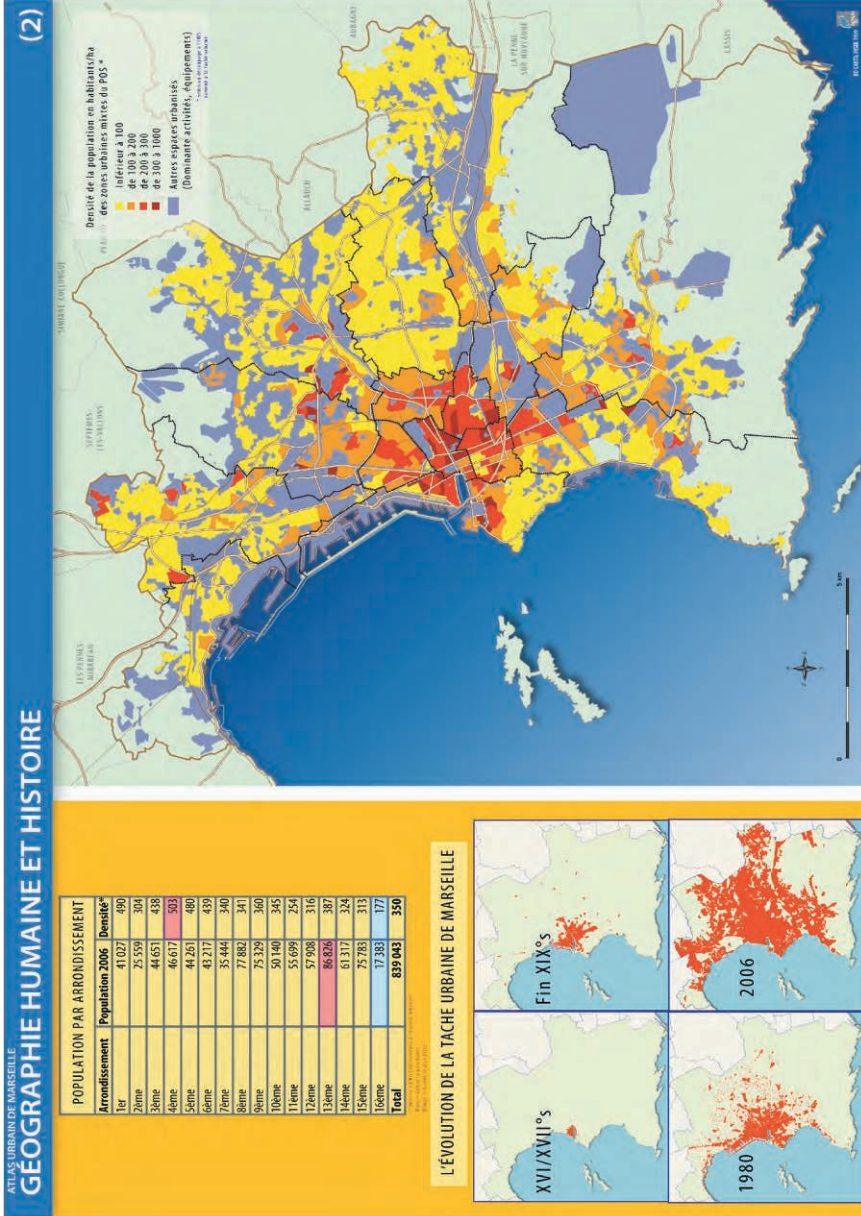 ATLAS URBAIN DE MARSEILLE
GÉOGRAPHIE HUMAINE ET HISTOIRE
(2)
POPULATION PAR ARRONDISSEMENT
Arrondissement Population 2006 Densité*
1er 41 027 490
2ème 25 559 304
3ème 44 651 438
4ème 46 617 503
5ème 44 261 480
6ème 43 217 439
7ème 35 444 340
8ème 77 882 341
9ème 75 329 360
10ème 50 140 345
11ème 55 699 254
12ème 57 908 316
13ème 86 826 387
14ème 61 317 324
15ème 75 783 313
16ème 17 383 177
Total 839 043 350
L'ÉVOLUTION DE LA TACHE URBAINE DE MARSEILLE
XVI/XVII°s
Fin XIX°s
1980
2006
Densité de la population en habitants/ha
des zones urbaines mixtes du POS *
Inférieur à 100
de 100 à 200
de 200 à 300
de 300 à 1000
Autres espaces urbanisés
(Dominante activités, équipements)
LES PENNES-
MIRABEAU
SEPTÈMES-
LES-VALLONS
SIMIANE COLLONGUE
ALLAUCH
AUBAGNE
LA PENNE
SUR HUVEAUNE
CASSIS
0 5 km